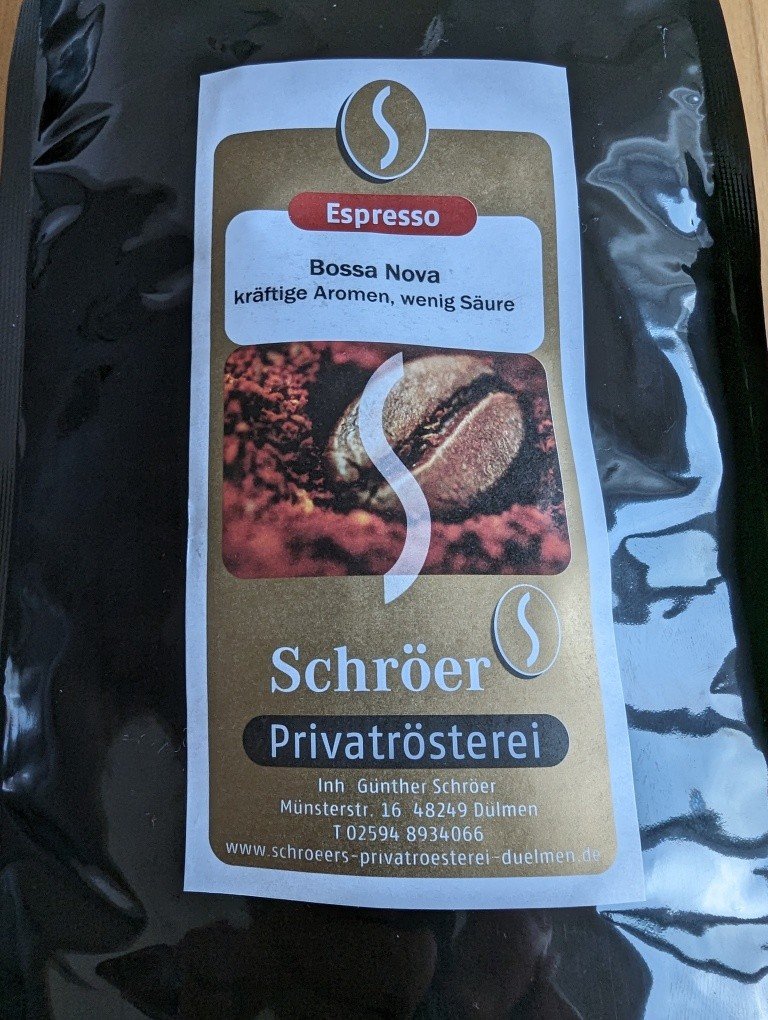 Espresso
Bossa Nova
kräftige Aromen, wenig Säure
Schröer
Privatrösterei
Inh Günther Schröer
Münsterstr. 16 48249 Dülmen
T 02594 8934066
www.schroeers-privatroesterei-duelmen.de